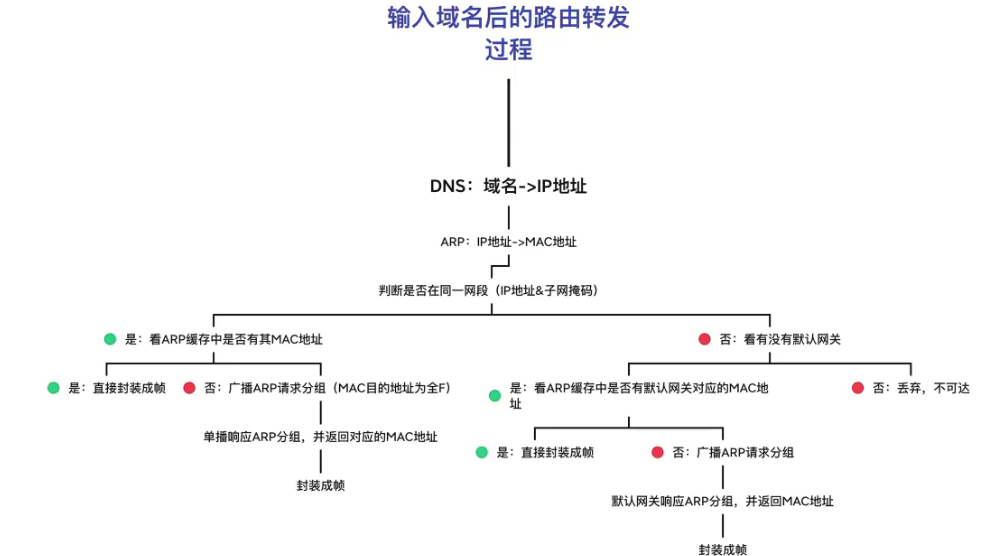 输入域名后的路由转发
过程
DNS：域名->IP地址
ARP：IP地址->MAC地址
判断是否在同一网段（IP地址&子网掩码）
是：看ARP缓存中是否有其MAC地址
否：看有没有默认网关
是：直接封装成帧
否：广播ARP请求分组（MAC目的地址为全F）
是：看ARP缓存中是否有默认网关对应的MAC地
址
否：丢弃，不可达
单播响应ARP分组，并返回对应的MAC地址
是：直接封装成帧
否：广播ARP请求分组
封装成帧
默认网关响应ARP分组，并返回MAC地址
封装成帧